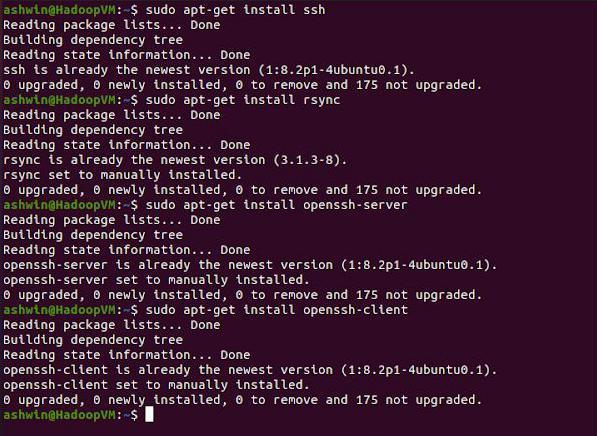 ashwin@HadoopVM:~$ sudo apt-get install ssh
Reading package lists... Done
Building dependency tree
Reading state information... Done
ssh is already the newest version (1:8.2p1-4ubuntu0.1).
0 upgraded, 0 newly installed, 0 to remove and 175 not upgraded.
ashwin@HadoopVM:~$ sudo apt-get install rsync
Reading package lists... Done
Building dependency tree
Reading state information... Done
rsync is already the newest version (3.1.3-8).
rsync set to manually installed.
0 upgraded, 0 newly installed, 0 to remove and 175 not upgraded.
ashwin@HadoopVM:~$ sudo apt-get install openssh-server
Reading package lists... Done
Building dependency tree
Reading state information... Done
openssh-server is already the newest version (1:8.2p1-4ubuntu0.1).
openssh-server set to manually installed.
0 upgraded, 0 newly installed, 0 to remove and 175 not upgraded.
ashwin@HadoopVM:~$ sudo apt-get install openssh-client
Reading package lists... Done
Building dependency tree
Reading state information... Done
openssh-client is already the newest version (1:8.2p1-4ubuntu0.1).
openssh-client set to manually installed.
0 upgraded, 0 newly installed, 0 to remove and 175 not upgraded.
ashwin@HadoopVM:~$